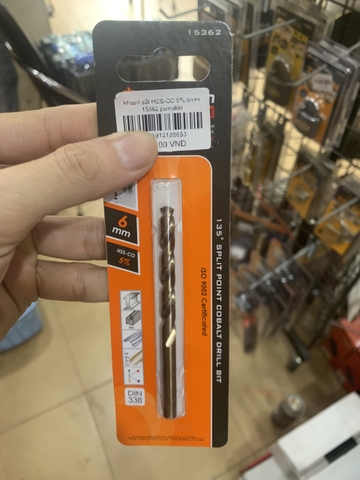 15362
khoan sắt HSS-CO 5% 6mm
15362 pumpkin
00 VND
6
mm
HSS-CO
5%
135° SPLIT POINT COBALT DRILL BIT
ISO 9002 Certificated
DIN
338